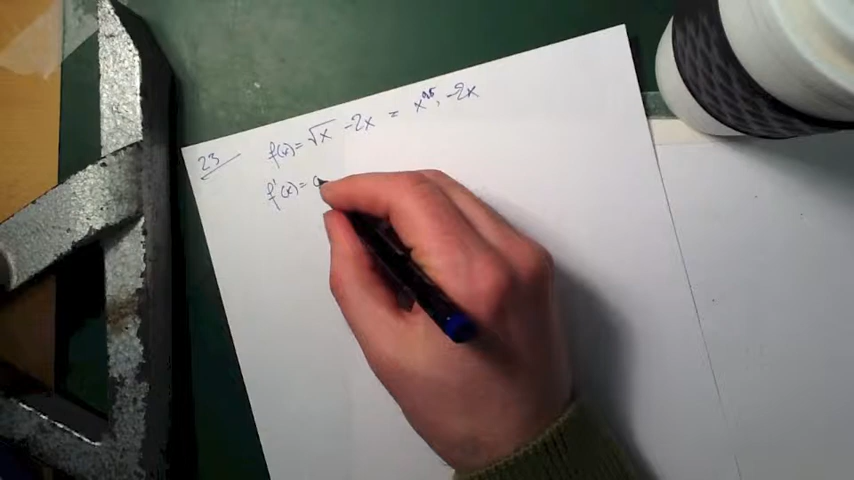 23
f(x) = √x - 2x = x^0,5 - 2x
f'(x) = 0